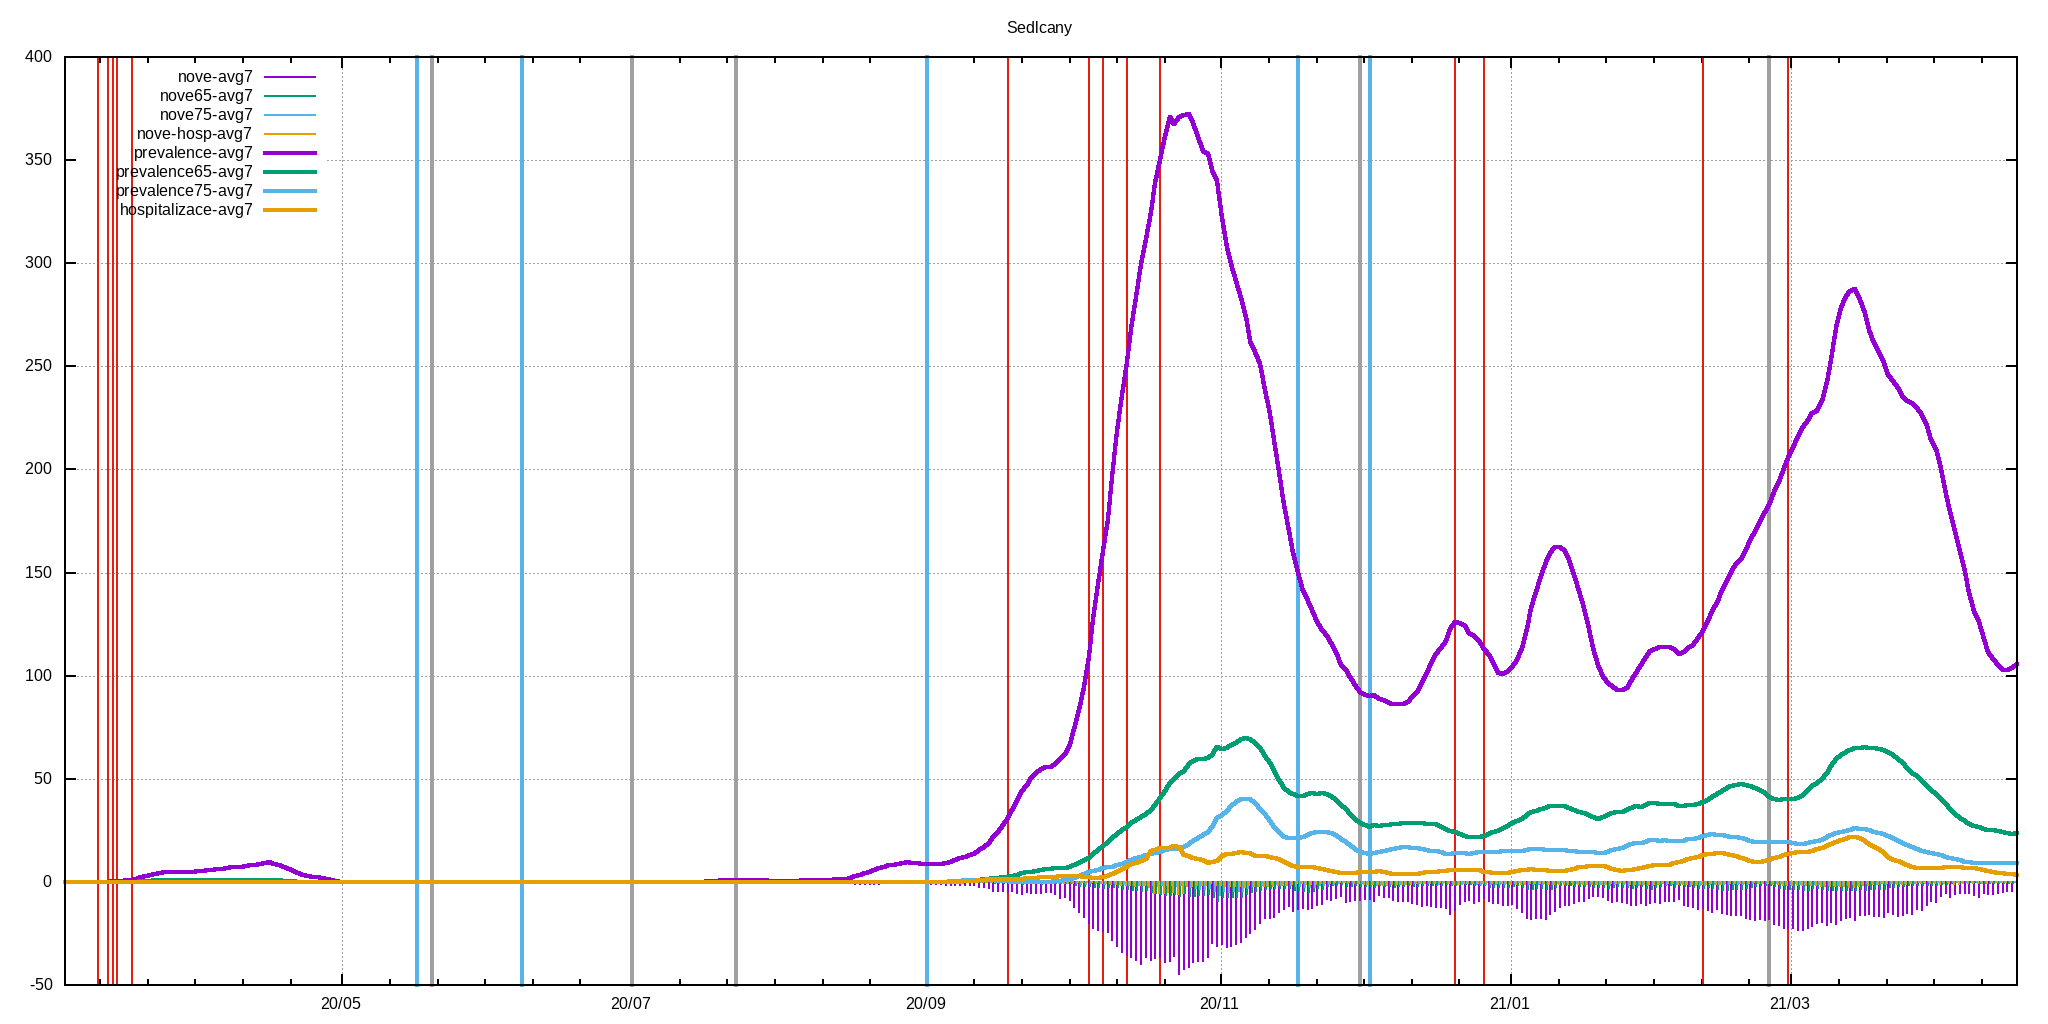 Sedlcany
400
350
300
250
200
150
100
50
0
-50
nove-avg7
nove65-avg7
nove75-avg7
nove-hosp-avg7
prevalence-avg7
prevalence65-avg7
prevalence75-avg7
hospitalizace-avg7
20/05 20/07 20/09 20/11 21/01 21/03